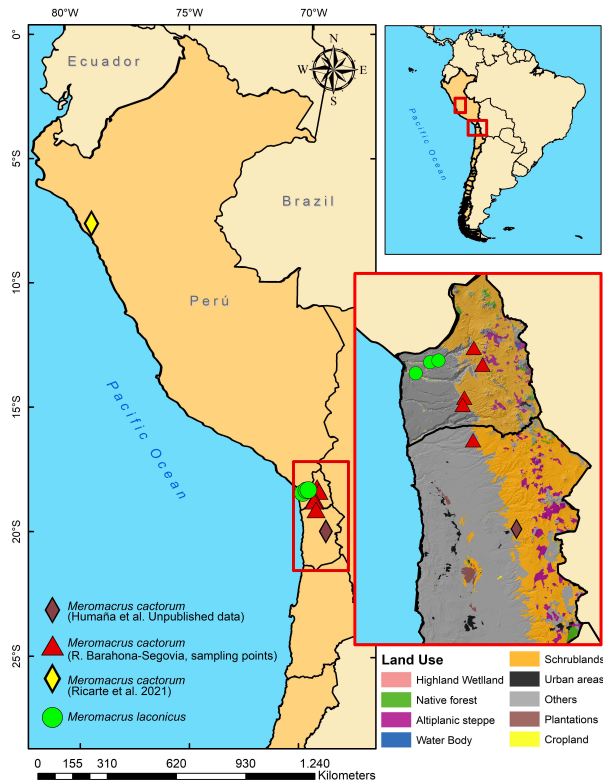 80°W
75°W
70°W
0°
5°S
10°S
15°S
20°S
25°S
Ecuador
N
W
E
S
Brazil
Perú
Pacific Ocean
Pacific Ocean
Meromacrus cactorum
(Humaña et al. Unpublished data)
Meromacrus cactorum
(R. Barahona-Segovia, sampling points)
Meromacrus cactorum
(Ricarte et al. 2021)
Meromacrus laconicus
Land Use
Highland Wetlland
Native forest
Altiplanic steppe
Water Body
Schrublands
Urban areas
Others
Plantations
Cropland
0 155 310 620 930 1.240
Kilometers